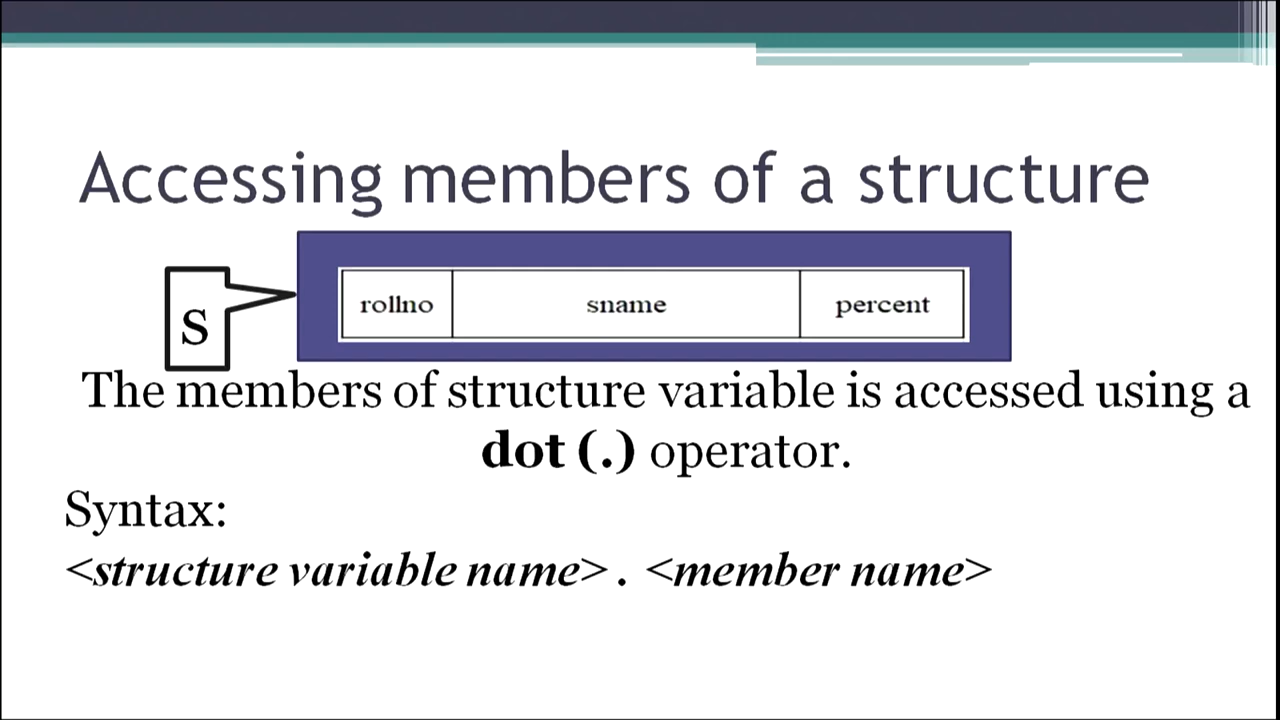 Accessing members of a structure
S
rollno sname percent
The members of structure variable is accessed using a
dot (.) operator.
Syntax:
<structure variable name> . <member name>